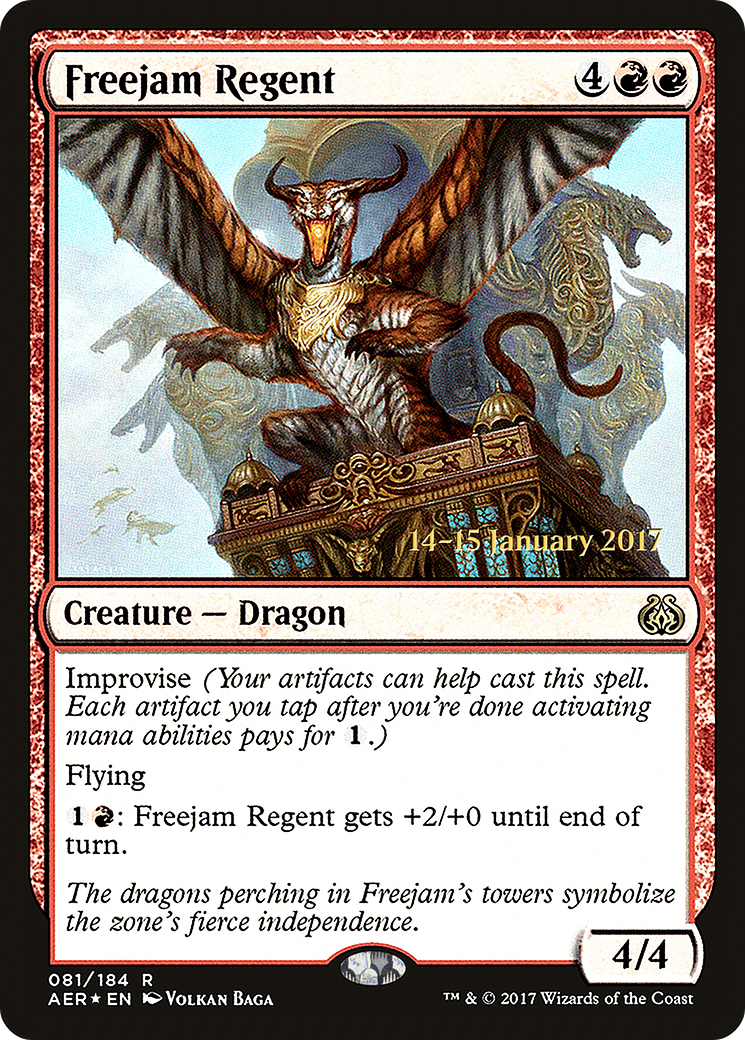 Freejam Regent 4
14–15 January 2017
Creature — Dragon
Improvise (Your artifacts can help cast this spell.
Each artifact you tap after you're done activating
mana abilities pays for 1.)
Flying
1 : Freejam Regent gets +2/+0 until end of
turn.
The dragons perching in Freejam's towers symbolize
the zone's fierce independence.
4/4
081/184 R
AER★EN Volkan Baga
™ & © 2017 Wizards of the Coast